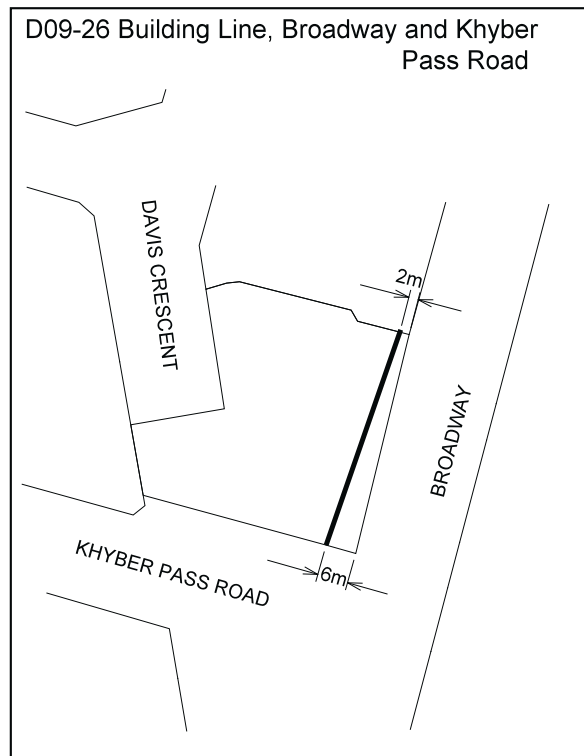 D09-26 Building Line, Broadway and Khyber
Pass Road
DAVIS CRESCENT
2m
BROADWAY
KHYBER PASS ROAD
6m